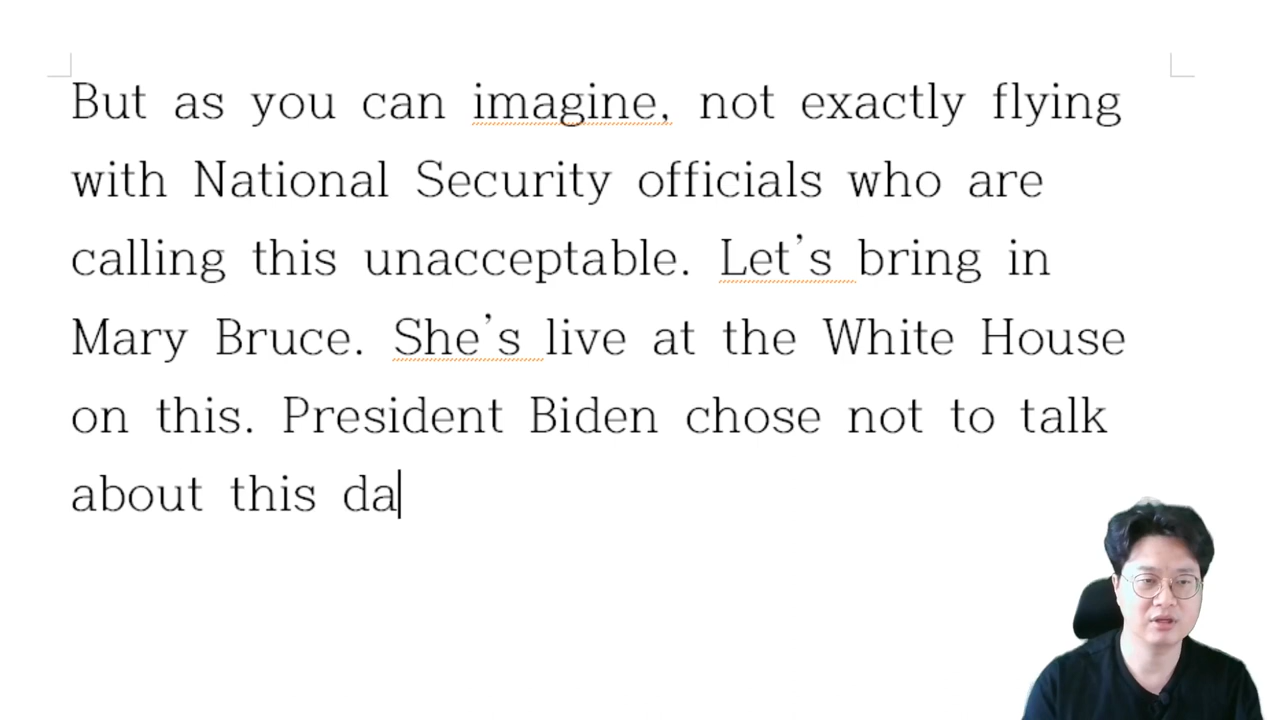 But as you can imagine, not exactly flying
with National Security officials who are
calling this unacceptable. Let's bring in
Mary Bruce. She's live at the White House
on this. President Biden chose not to talk
about this da